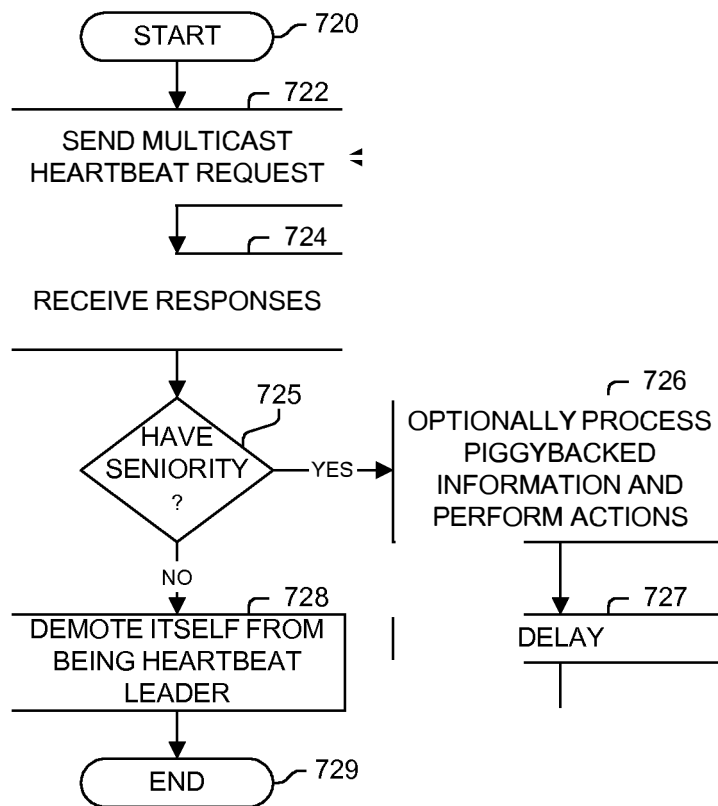 START
720
722
SEND MULTICAST
HEARTBEAT REQUEST
724
RECEIVE RESPONSES
725
HAVE
SENIORITY
?
YES
726
OPTIONALLY PROCESS
PIGGYBACKED
INFORMATION AND
PERFORM ACTIONS
NO
728
DEMOTE ITSELF FROM
BEING HEARTBEAT
LEADER
727
DELAY
END
729